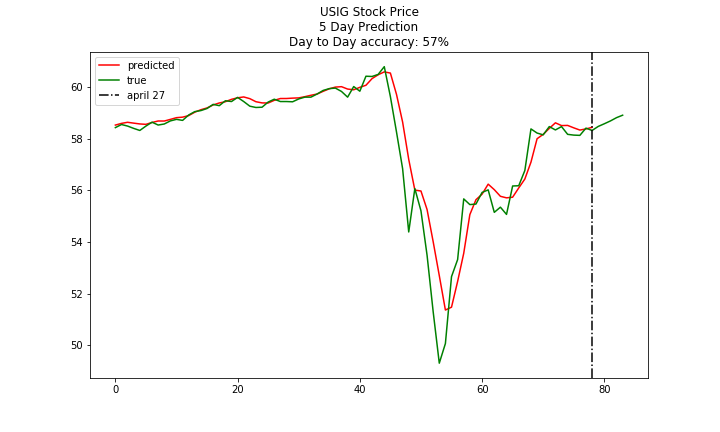 USIG Stock Price
5 Day Prediction
Day to Day accuracy: 57%
predicted
true
april 27
60
58
56
54
52
50
0 20 40 60 80